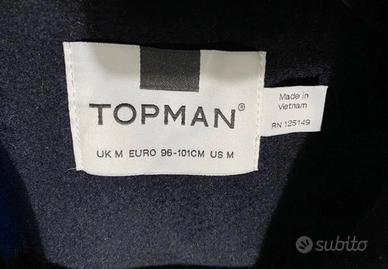 TOPMAN®
UK M EURO 96-101CM US M
Made in
Vietnam
RN 125149
subito